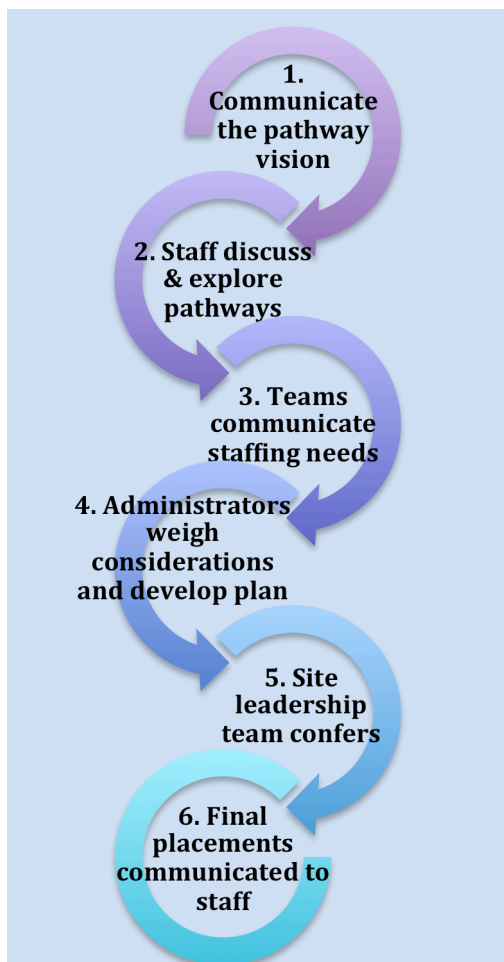 1.
Communicate
the pathway
vision
2. Staff discuss
& explore
pathways
3. Teams
communicate
staffing needs
4. Administrators
weigh
considerations
and develop plan
5. Site
leadership
team confers
6. Final
placements
communicated to
staff